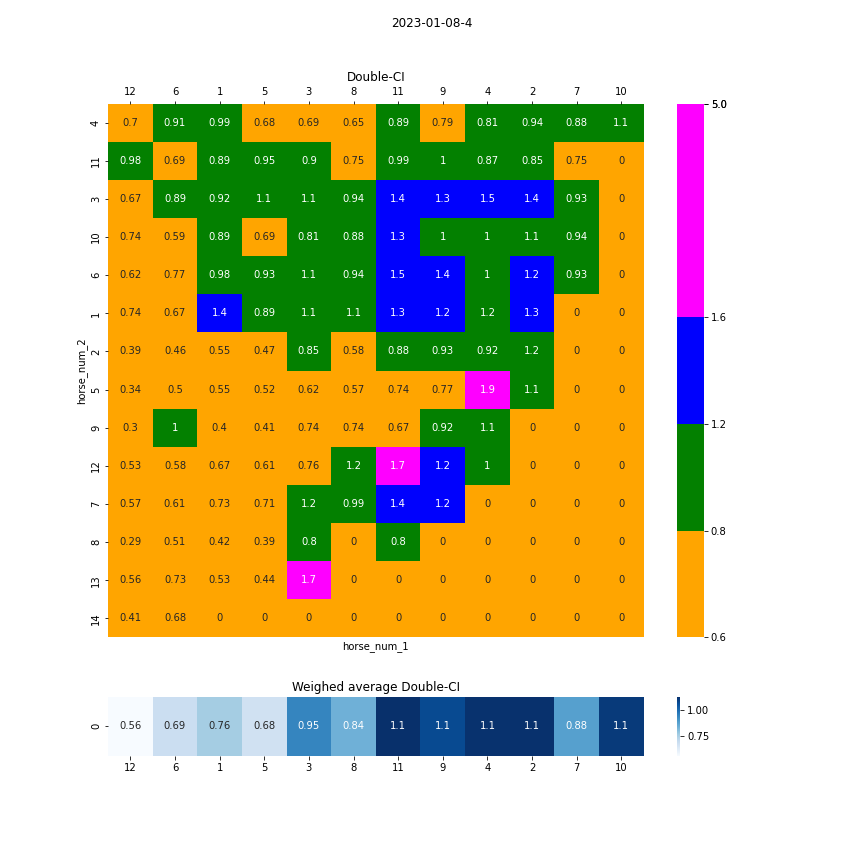 2023-01-08-4
Double-CI
12 6 1 5 3 8 11 9 4 2 7 10
4 0.7 0.91 0.99 0.68 0.69 0.65 0.89 0.79 0.81 0.94 0.88 1.1 5.0
11 0.98 0.69 0.89 0.95 0.9 0.75 0.99 1 0.87 0.85 0.75 0
3 0.67 0.89 0.92 1.1 1.1 0.94 1.4 1.3 1.5 1.4 0.93 0
10 0.74 0.59 0.89 0.69 0.81 0.88 1.3 1 1 1.1 0.94 0
6 0.62 0.77 0.98 0.93 1.1 0.94 1.5 1.4 1 1.2 0.93 0
1 0.74 0.67 1.4 0.89 1.1 1.1 1.3 1.2 1.2 1.3 0 0 1.6
horse_num_2
2 0.39 0.46 0.55 0.47 0.85 0.58 0.88 0.93 0.92 1.2 0 0
5 0.34 0.5 0.55 0.52 0.62 0.57 0.74 0.77 1.9 1.1 0 0
9 0.3 1 0.4 0.41 0.74 0.74 0.67 0.92 1.1 0 0 0 1.2
12 0.53 0.58 0.67 0.61 0.76 1.2 1.7 1.2 1 0 0 0
7 0.57 0.61 0.73 0.71 1.2 0.99 1.4 1.2 0 0 0 0
8 0.29 0.51 0.42 0.39 0.8 0 0.8 0 0 0 0 0 0.8
13 0.56 0.73 0.53 0.44 1.7 0 0 0 0 0 0 0
14 0.41 0.68 0 0 0 0 0 0 0 0 0 0 0.6
horse_num_1
Weighed average Double-CI
0 0.56 0.69 0.76 0.68 0.95 0.84 1.1 1.1 1.1 1.1 0.88 1.1
1.00
0.75
12 6 1 5 3 8 11 9 4 2 7 10